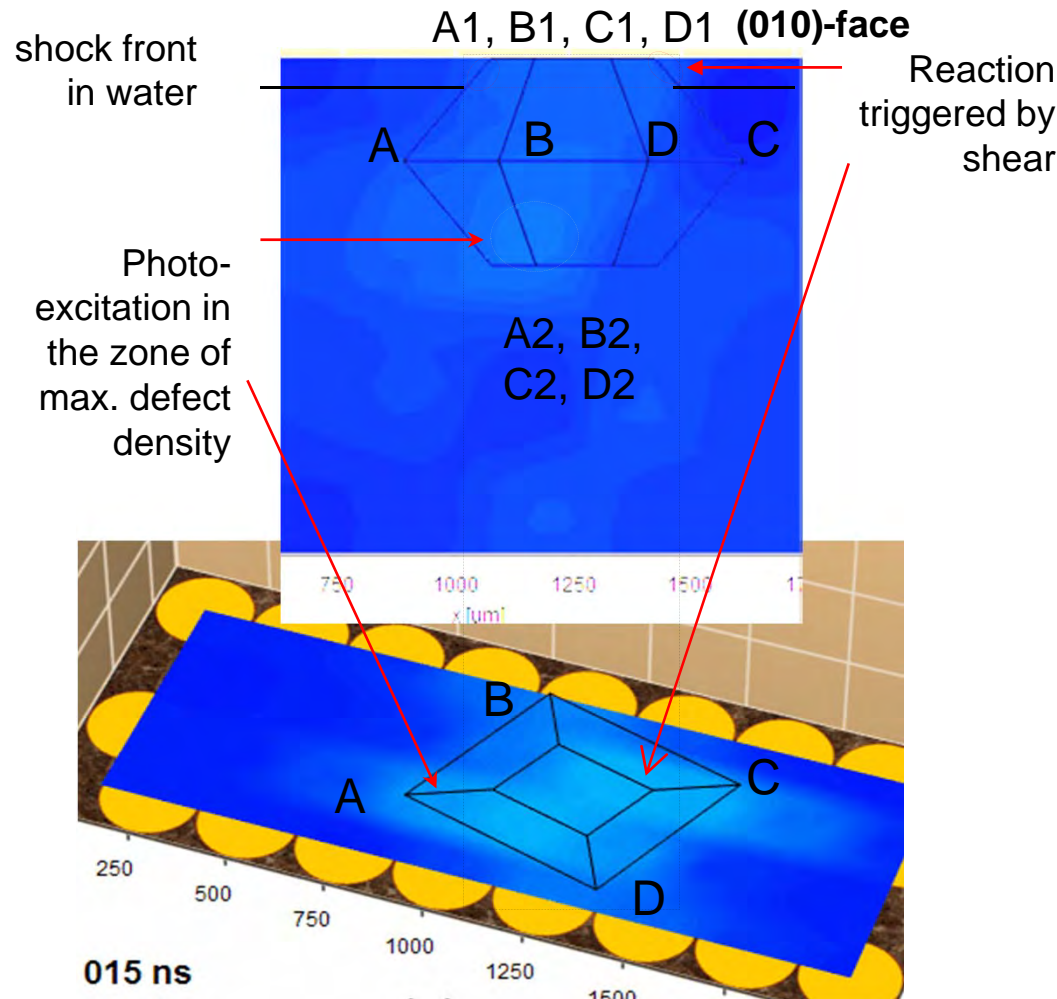 A1, B1, C1, D1 (010)-face
shock front
in water
Reaction
triggered by
shear
A
B
D
C
Photo-
excitation in
the zone of
max. defect
density
A2, B2,
C2, D2
750 1000 1250 1500 17
x [um]
B
A
C
D
250
500
750
1000
1250
1500
015 ns